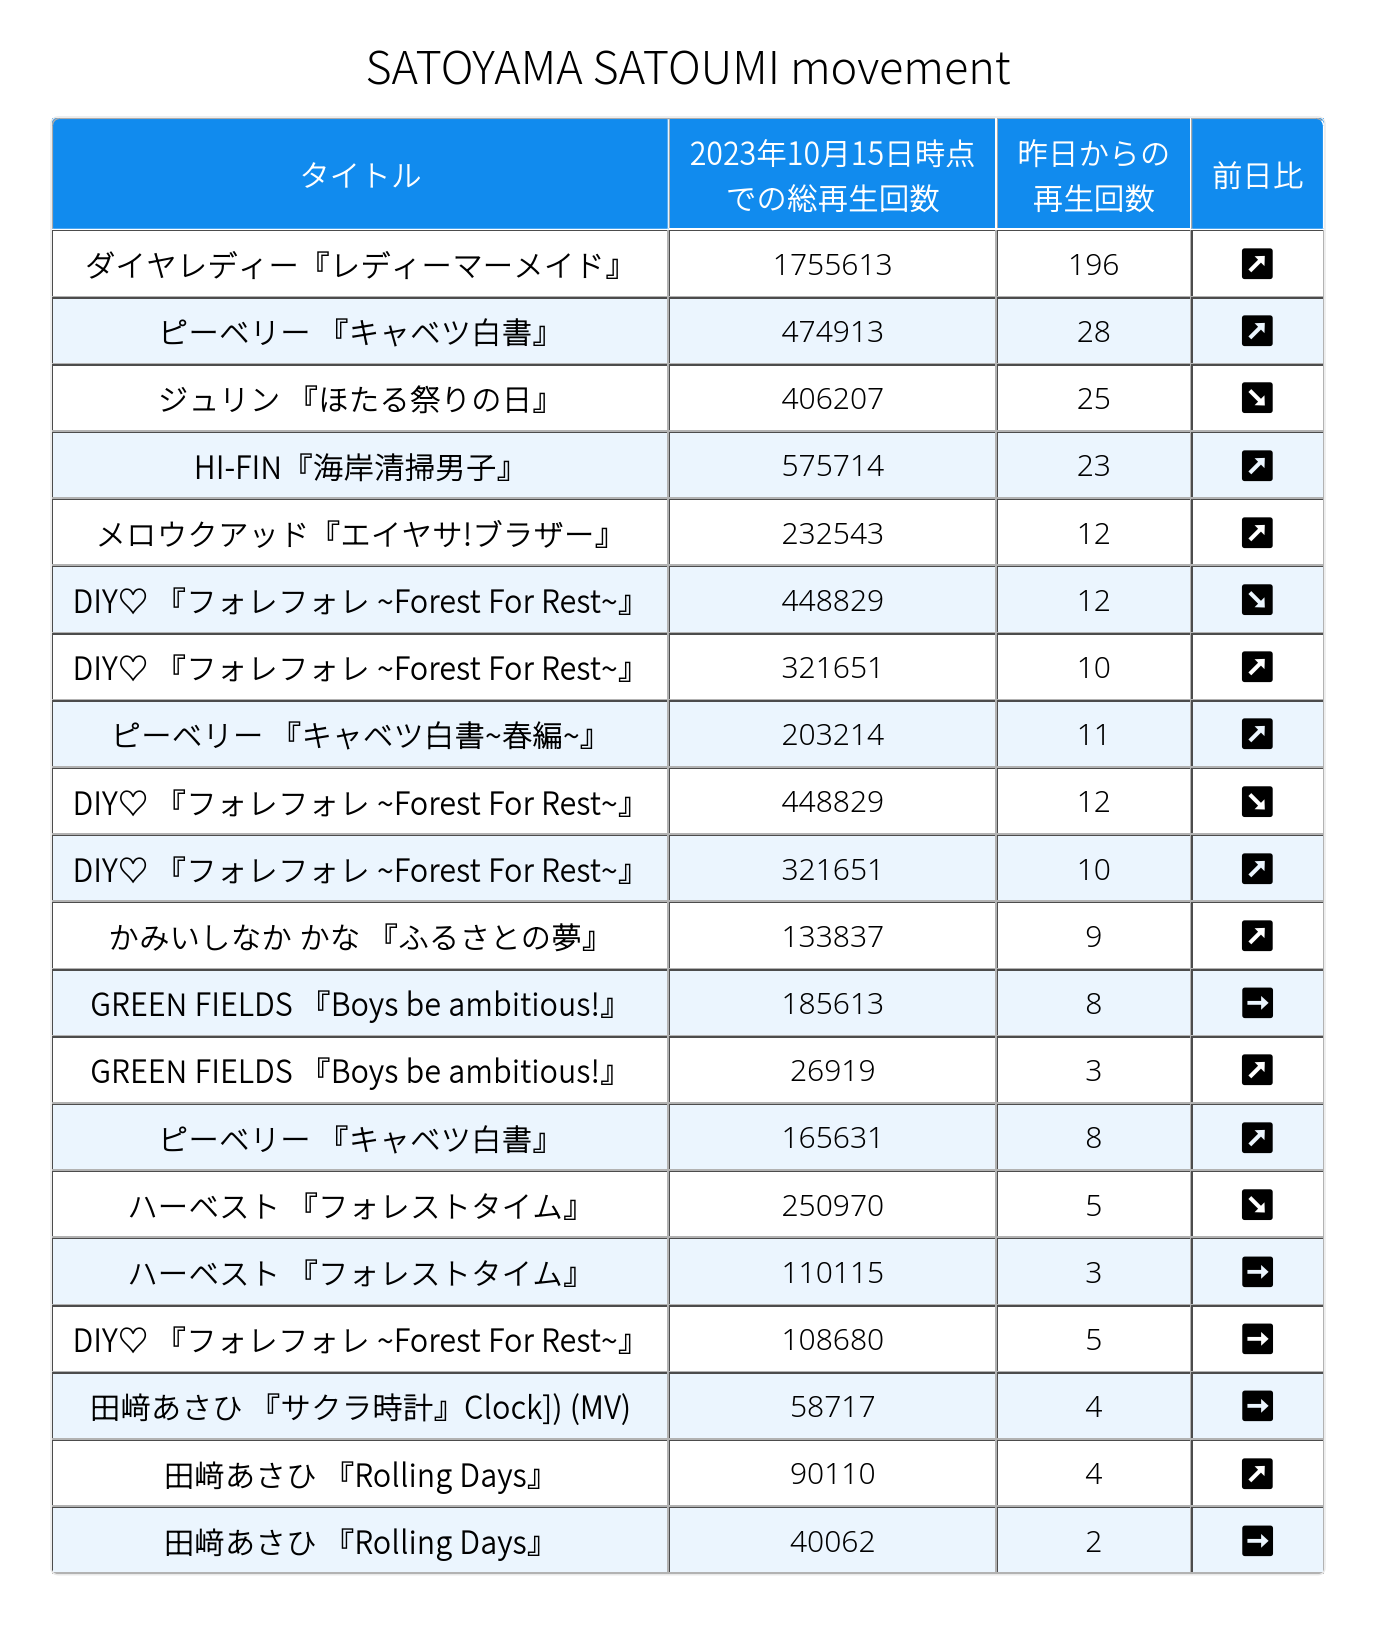 SATOYAMA SATOUMI movement
タイトル 2023年10月15日時点での総再生回数 昨日からの再生回数 前日比
ダイヤレディー『レディーマーメイド』 1755613 196 ↗
ピーベリー 『キャベツ白書』 474913 28 ↗
ジュリン 『ほたる祭りの日』 406207 25 ↘
HI-FIN『海岸清掃男子』 575714 23 ↗
メロウクアッド『エイヤサ!ブラザー』 232543 12 ↗
DIY♡ 『フォレフォレ ~Forest For Rest~』 448829 12 ↘
DIY♡ 『フォレフォレ ~Forest For Rest~』 321651 10 ↗
ピーベリー 『キャベツ白書~春編~』 203214 11 ↗
DIY♡ 『フォレフォレ ~Forest For Rest~』 448829 12 ↘
DIY♡ 『フォレフォレ ~Forest For Rest~』 321651 10 ↗
かみいしなか かな 『ふるさとの夢』 133837 9 ↗
GREEN FIELDS 『Boys be ambitious!』 185613 8 →
GREEN FIELDS 『Boys be ambitious!』 26919 3 ↗
ピーベリー 『キャベツ白書』 165631 8 ↗
ハーベスト 『フォレストタイム』 250970 5 ↘
ハーベスト 『フォレストタイム』 110115 3 →
DIY♡ 『フォレフォレ ~Forest For Rest~』 108680 5 →
田﨑あさひ 『サクラ時計』Clock]) (MV) 58717 4 →
田﨑あさひ 『Rolling Days』 90110 4 ↗
田﨑あさひ 『Rolling Days』 40062 2 →